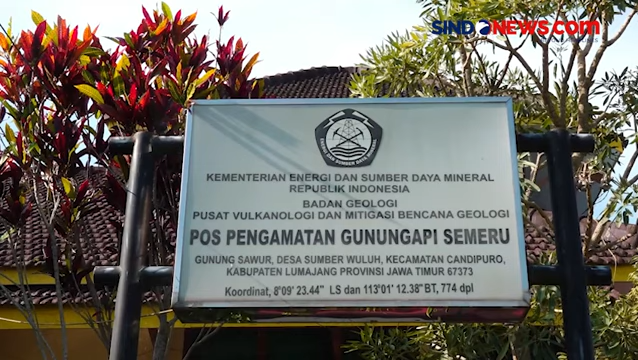 SINDONEWS.com
KEMENTERIAN ENERGI DAN SUMBER DAYA MINERAL
REPUBLIK INDONESIA
BADAN GEOLOGI
PUSAT VULKANOLOGI DAN MITIGASI BENCANA GEOLOGI
POS PENGAMATAN GUNUNGAPI SEMERU
GUNUNG SAWUR, DESA SUMBER WULUH, KECAMATAN CANDIPURO,
KABUPATEN LUMAJANG PROVINSI JAWA TIMUR 67373
Koordinat, 8°09' 23.44" LS dan 113°01' 12.38" BT, 774 dpl